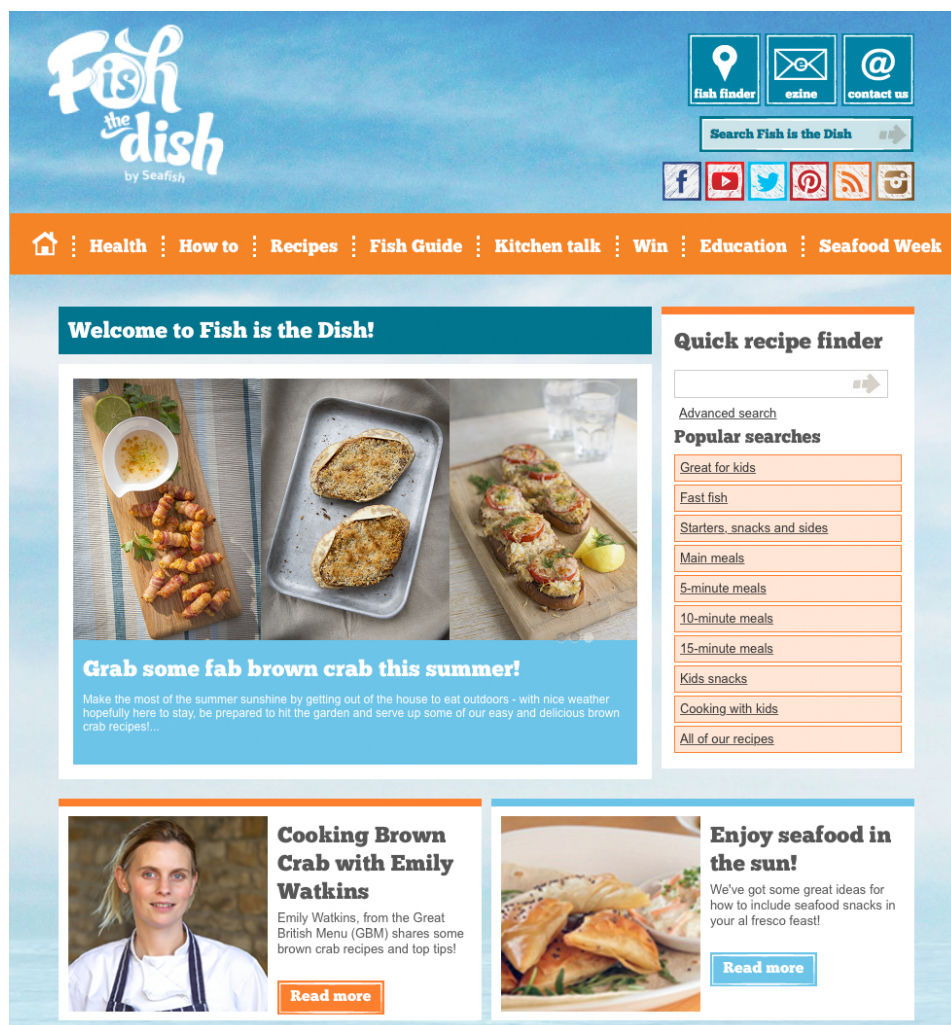 Fish
is
the
dish
by Seafish
fish finder
e
ezine
@
contact us
Search Fish is the Dish
Health
How to
Recipes
Fish Guide
Kitchen talk
Win
Education
Seafood Week
Welcome to Fish is the Dish!
Grab some fab brown crab this summer!
Make the most of the summer sunshine by getting out of the house to eat outdoors - with nice weather
hopefully here to stay, be prepared to hit the garden and serve up some of our easy and delicious brown
crab recipes!...
Quick recipe finder
Advanced search
Popular searches
Great for kids
Fast fish
Starters, snacks and sides
Main meals
5-minute meals
10-minute meals
15-minute meals
Kids snacks
Cooking with kids
All of our recipes
Cooking Brown
Crab with Emily
Watkins
Emily Watkins, from the Great
British Menu (GBM) shares some
brown crab recipes and top tips!
Read more
Enjoy seafood in
the sun!
We've got some great ideas for
how to include seafood snacks in
your al fresco feast!
Read more